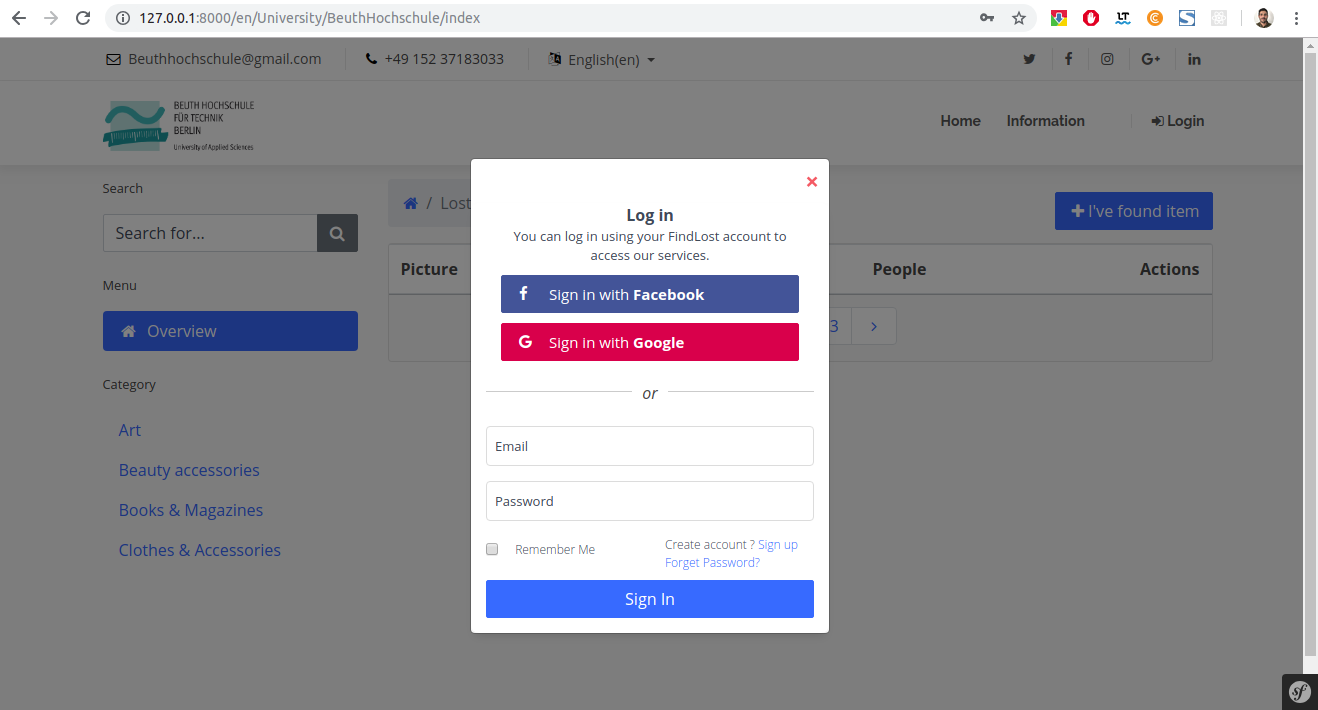 127.0.0.1:8000/en/University/BeuthHochschule/index
Beuthhochschule@gmail.com
+49 152 37183033
English(en)
BEUTH HOCHSCHULE
FÜR TECHNIK
BERLIN
University of Applied Sciences
Home
Information
Login
Search
Search for...
Menu
Overview
Category
Art
Beauty accessories
Books & Magazines
Clothes & Accessories
/ Lost
I've found item
Picture
People
Actions
3
Log in
You can log in using your FindLost account to
access our services.
Sign in with Facebook
Sign in with Google
or
Email
Password
Remember Me
Create account ? Sign up
Forget Password?
Sign In